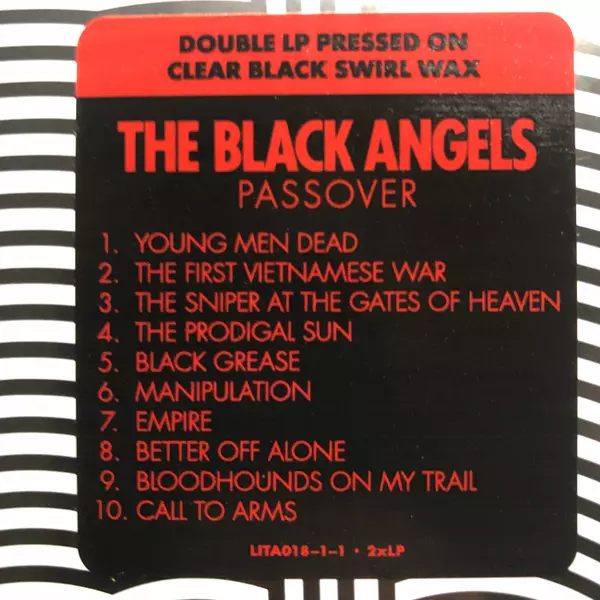 DOUBLE LP PRESSED ON
CLEAR BLACK SWIRL WAX
THE BLACK ANGELS
PASSOVER
1. YOUNG MEN DEAD
2. THE FIRST VIETNAMESE WAR
3. THE SNIPER AT THE GATES OF HEAVEN
4. THE PRODIGAL SUN
5. BLACK GREASE
6. MANIPULATION
7. EMPIRE
8. BETTER OFF ALONE
9. BLOODHOUNDS ON MY TRAIL
10. CALL TO ARMS
LITA018-1-1 • 2xLP